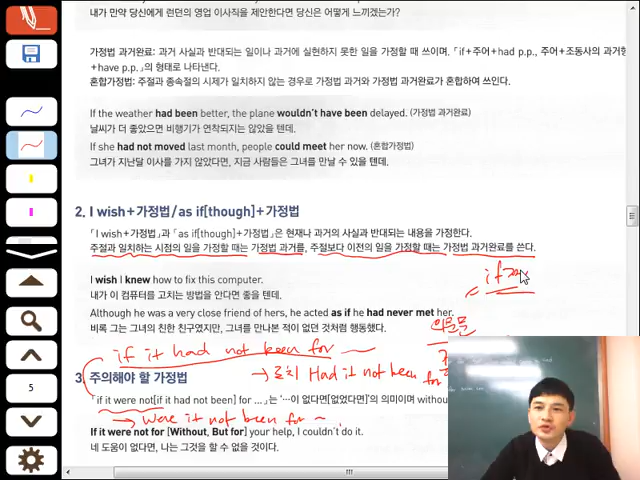 내가 만약 당신에게 런던의 영업 이사직을 제안한다면 당신은 어떻게 느끼겠는가?
가정법 과거완료: 과거 사실과 반대되는 일이나 과거에 실현하지 못한 일을 가정할 때 쓰이며, 「if+주어+had p.p., 주어+조동사의 과거형
+have p.p.」의 형태로 나타낸다.
혼합가정법: 주절과 종속절의 시제가 일치하지 않는 경우로 가정법 과거와 가정법 과거완료가 혼합하여 쓰인다.
If the weather had been better, the plane wouldn't have been delayed. (가정법 과거완료)
날씨가 더 좋았으면 비행기가 연착되지는 않았을 텐데.
If she had not moved last month, people could meet her now. (혼합가정법)
그녀가 지난달 이사를 가지 않았다면, 지금 사람들은 그녀를 만날 수 있을 텐데.
2. I wish+가정법/as if[though]+가정법
「I wish+가정법」과 「as if[though]+가정법」은 현재나 과거의 사실과 반대되는 내용을 가정한다.
주절과 일치하는 시점의 일을 가정할 때는 가정법 과거를, 주절보다 이전의 일을 가정할 때는 가정법 과거완료를 쓴다.
I wish I knew how to fix this computer.
내가 이 컴퓨터를 고치는 방법을 안다면 좋을 텐데.
Although he was a very close friend of hers, he acted as if he had never met her.
비록 그는 그녀의 친한 친구였지만, 그녀를 만나본 적이 없던 것처럼 행동했다.
if it had not been for
→ 도치 Had it not been for
3. 주의해야 할 가정법
「if it were not[if it had not been] for ...」는 '…이 없다면[없었다면]'의 의미이며 without
→ Were it not been for ~
If it were not for [Without, But for] your help, I couldn't do it.
네 도움이 없다면, 나는 그것을 할 수 없을 것이다.
5